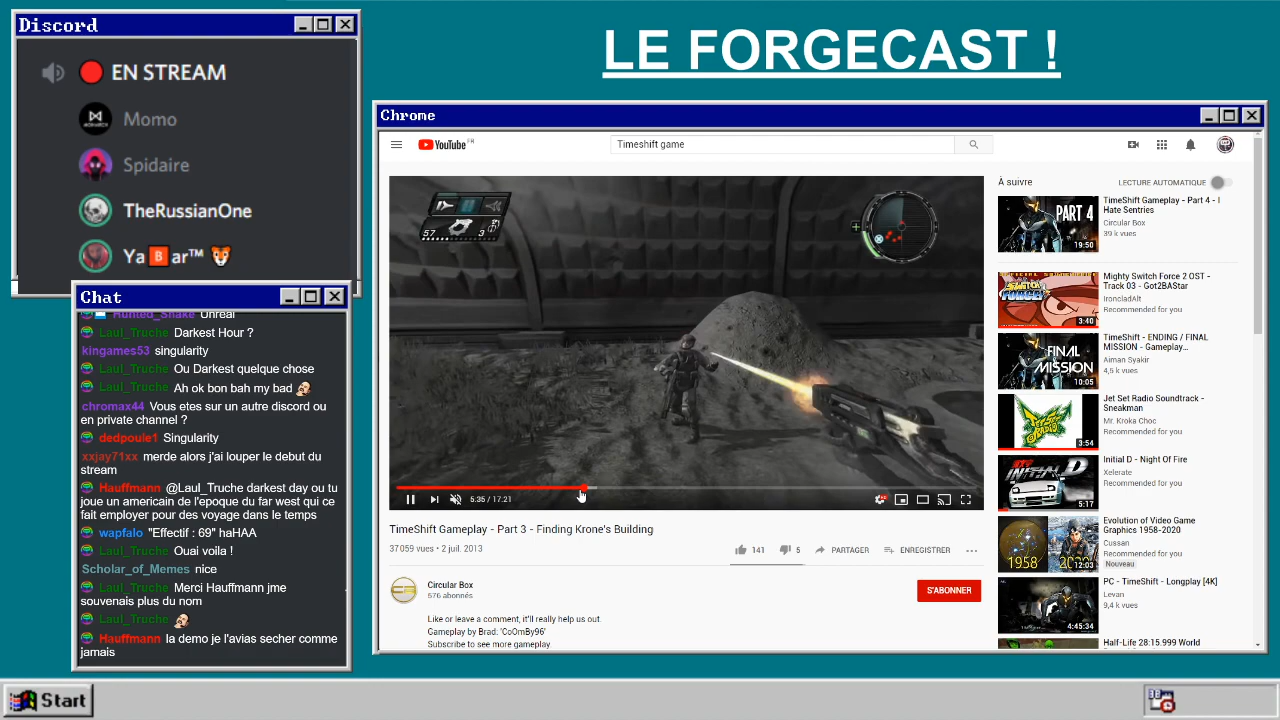 Discord
EN STREAM
Momo
Spidaire
TheRussianOne
Ya🅱️ar™ 🐯
Chat
Hunted_Snake Unreal
Laul_Truche Darkest Hour ?
kingames53 singularity
Laul_Truche Ou Darkest quelque chose
Laul_Truche Ah ok bon bah my bad
chromax44 Vous etes sur un autre discord ou
en private channel ?
dedpoule1 Singularity
xxjay71xx merde alors j'ai louper le debut du
stream
Hauffmann @Laul_Truche darkest day ou tu
joue un americain de l'epoque du far west qui ce
fait employer pour des voyage dans le temps
wapfalo "Effectif : 69" haHAA
Laul_Truche Ouai voila !
Scholar_of_Memes nice
Laul_Truche Merci Hauffmann jme
souvenais plus du nom
Laul_Truche
Hauffmann la demo je l'avias secher comme
jamais
LE FORGECAST !
Chrome
YouTube FR
Timeshift game
57
3
5:35 / 17:21
TimeShift Gameplay - Part 3 - Finding Krone's Building
37 059 vues • 2 juil. 2013
141
5
PARTAGER
ENREGISTRER
Circular Box
576 abonnés
S'ABONNER
Like or leave a comment, it'll really help us out.
Gameplay by Brad: 'CoOmBy96'
Subscribe to see more gameplay
À suivre
LECTURE AUTOMATIQUE
PART 4
19:50
TimeShift Gameplay - Part 4 - I
Hate Sentries
Circular Box
39 k vues
3:40
Mighty Switch Force 2 OST -
Track 03 - Got2BAStar
IroncladAlt
Recommended for you
FINAL
MISSION
10:05
TimeShift - ENDING / FINAL
MISSION - Gameplay...
Aiman Syakir
4,5 k vues
3:54
Jet Set Radio Soundtrack -
Sneakman
Mr. Kroka Choc
Recommended for you
5:17
Initial D - Night Of Fire
Xelerate
Recommended for you
1958
12:03
Evolution of Video Game
Graphics 1958-2020
Cussan
Recommended for you
Nouveau
4:45:34
PC - TimeShift - Longplay [4K]
Levan
9,4 k vues
Half-Life 28:15.999 World
Start